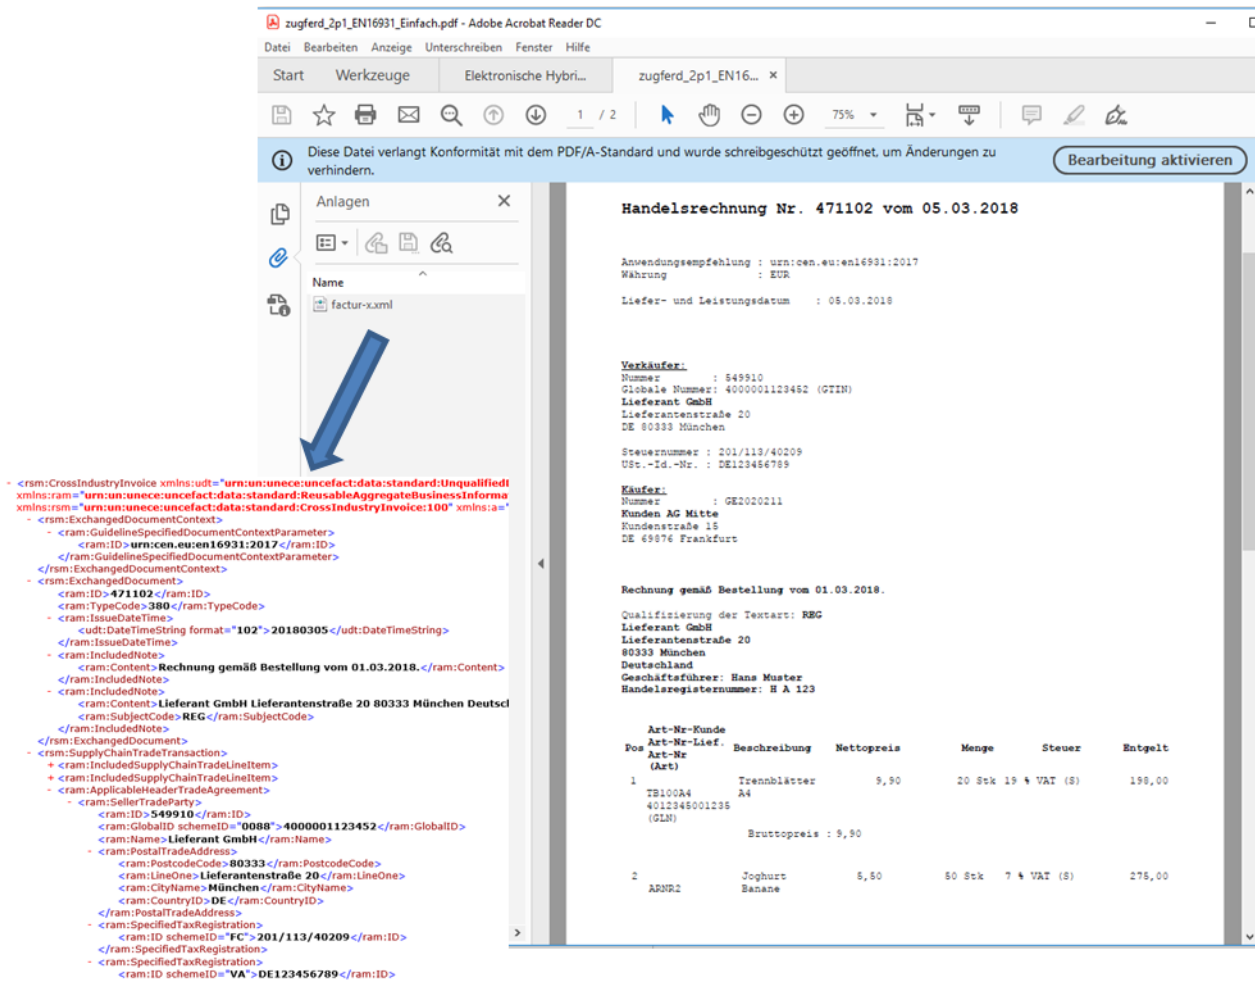 zugferd_2p1_EN16931_Einfach.pdf - Adobe Acrobat Reader DC
Datei Bearbeiten Anzeige Unterschreiben Fenster Hilfe
Start Werkzeuge Elektronische Hybri... zugferd_2p1_EN16... ×
1 / 2 75%
Diese Datei verlangt Konformität mit dem PDF/A-Standard und wurde schreibgeschützt geöffnet, um Änderungen zu
verhindern.
Bearbeitung aktivieren
Anlagen
Name
factur-x.xml
Handelsrechnung Nr. 471102 vom 05.03.2018
Anwendungsempfehlung : urn:cen.eu:en16931:2017
Währung : EUR
Liefer- und Leistungsdatum : 05.03.2018
Verkäufer:
Nummer : 549910
Globale Nummer: 4000001123452 (GTIN)
Lieferant GmbH
Lieferantenstraße 20
DE 80333 München
Steuernummer : 201/113/40209
USt.-Id.-Nr. : DE123456789
Käufer:
Nummer : GE2020211
Kunden AG Mitte
Kundenstraße 15
DE 69876 Frankfurt
Rechnung gemäß Bestellung vom 01.03.2018.
Qualifizierung der Textart: REG
Lieferant GmbH
Lieferantenstraße 20
80333 München
Deutschland
Geschäftsführer: Hans Muster
Handelsregisternummer: H A 123
Art-Nr-Kunde
Pos Art-Nr-Lief. Beschreibung Nettopreis Menge Steuer Entgelt
Art-Nr
(Art)
1 Trennblätter 9,90 20 Stk 19 % VAT (S) 198,00
TB100A4 A4
4012345001235
(GLN)
Bruttopreis : 9,90
2 Joghurt 5,50 50 Stk 7 % VAT (S) 275,00
ARNR2 Banane
- <rsm:CrossIndustryInvoice xmlns:udt="urn:un:unece:uncefact:data:standard:Unqualified
xmlns:ram="urn:un:unece:uncefact:data:standard:ReusableAggregateBusinessInforma
xmlns:rsm="urn:un:unece:uncefact:data:standard:CrossIndustryInvoice:100" xmlns:a="
- <rsm:ExchangedDocumentContext>
- <ram:GuidelineSpecifiedDocumentContextParameter>
<ram:ID>urn:cen.eu:en16931:2017</ram:ID>
</ram:GuidelineSpecifiedDocumentContextParameter>
</rsm:ExchangedDocumentContext>
- <rsm:ExchangedDocument>
<ram:ID>471102</ram:ID>
<ram:TypeCode>380</ram:TypeCode>
- <ram:IssueDateTime>
<udt:DateTimeString format="102">20180305</udt:DateTimeString>
</ram:IssueDateTime>
- <ram:IncludedNote>
<ram:Content>Rechnung gemäß Bestellung vom 01.03.2018.</ram:Content>
</ram:IncludedNote>
- <ram:IncludedNote>
<ram:Content>Lieferant GmbH Lieferantenstraße 20 80333 München Deutscl
<ram:SubjectCode>REG</ram:SubjectCode>
</ram:IncludedNote>
</rsm:ExchangedDocument>
- <rsm:SupplyChainTradeTransaction>
+ <ram:IncludedSupplyChainTradeLineItem>
+ <ram:IncludedSupplyChainTradeLineItem>
- <ram:ApplicableHeaderTradeAgreement>
- <ram:SellerTradeParty>
<ram:ID>549910</ram:ID>
<ram:GlobalID schemeID="0088">4000001123452</ram:GlobalID>
<ram:Name>Lieferant GmbH</ram:Name>
- <ram:PostalTradeAddress>
<ram:PostcodeCode>80333</ram:PostcodeCode>
<ram:LineOne>Lieferantenstraße 20</ram:LineOne>
<ram:CityName>München</ram:CityName>
<ram:CountryID>DE</ram:CountryID>
</ram:PostalTradeAddress>
- <ram:SpecifiedTaxRegistration>
<ram:ID schemeID="FC">201/113/40209</ram:ID>
</ram:SpecifiedTaxRegistration>
- <ram:SpecifiedTaxRegistration>
<ram:ID schemeID="VA">DE123456789</ram:ID>